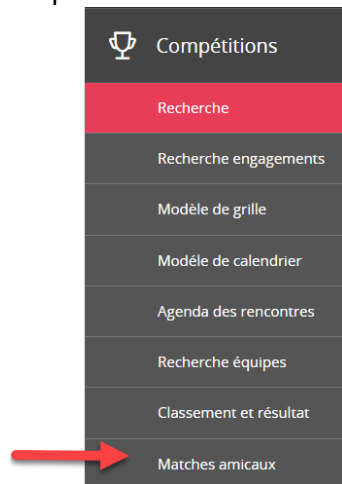 Compétitions
Recherche
Recherche engagements
Modèle de grille
Modéle de calendrier
Agenda des rencontres
Recherche équipes
Classement et résultat
Matches amicaux